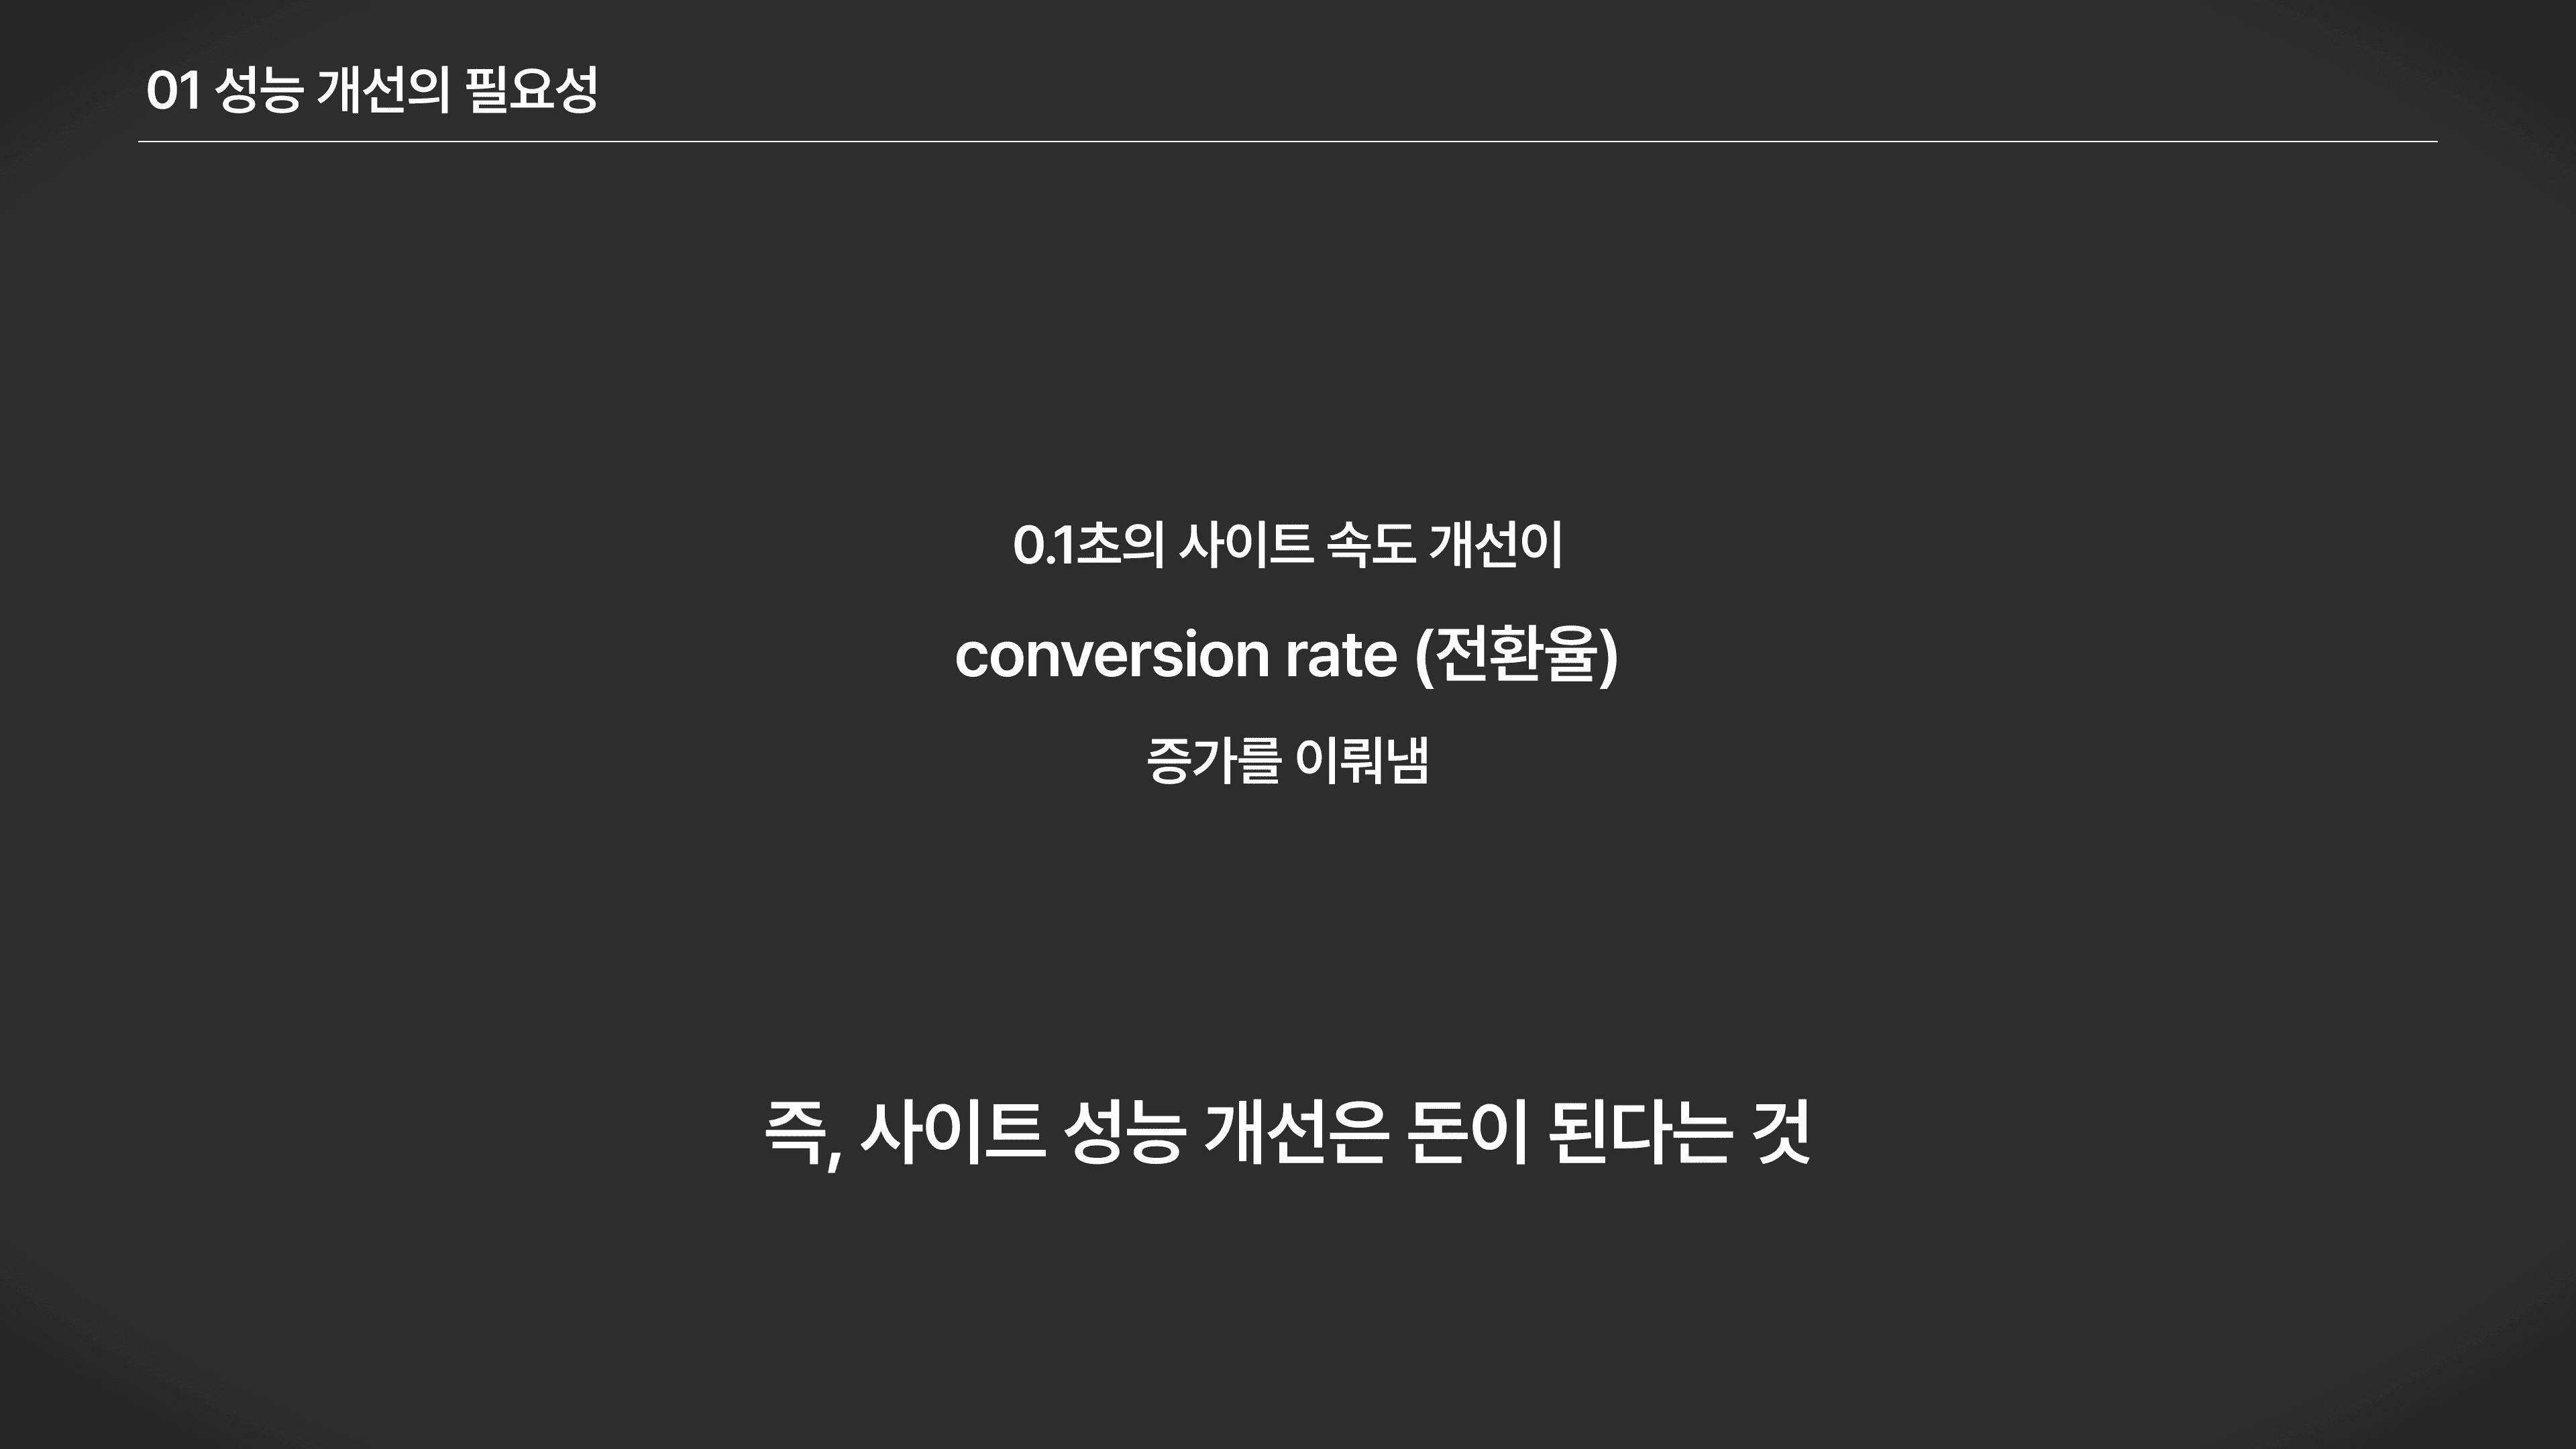 01 성능 개선의 필요성
0.1초의 사이트 속도 개선이
conversion rate (전환율)
증가를 이뤄냄
즉, 사이트 성능 개선은 돈이 된다는 것